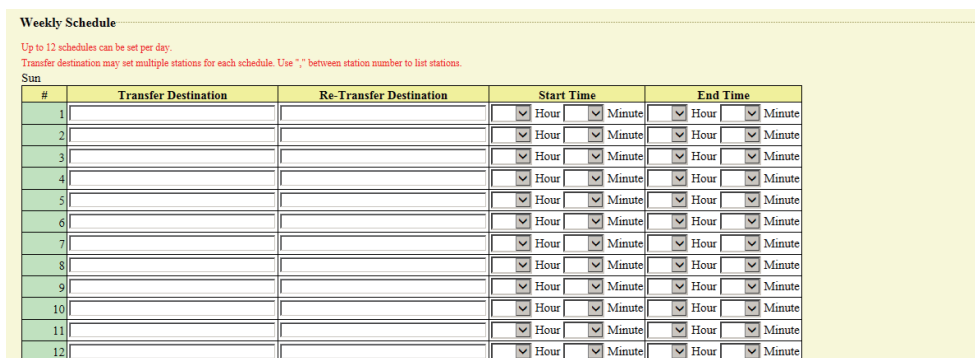 Weekly Schedule
Up to 12 schedules can be set per day.
Transfer destination may set multiple stations for each schedule. Use "," between station number to list stations.
Sun
# Transfer Destination Re-Transfer Destination Start Time End Time
1 Hour Minute Hour Minute
2 Hour Minute Hour Minute
3 Hour Minute Hour Minute
4 Hour Minute Hour Minute
5 Hour Minute Hour Minute
6 Hour Minute Hour Minute
7 Hour Minute Hour Minute
8 Hour Minute Hour Minute
9 Hour Minute Hour Minute
10 Hour Minute Hour Minute
11 Hour Minute Hour Minute
12 Hour Minute Hour Minute